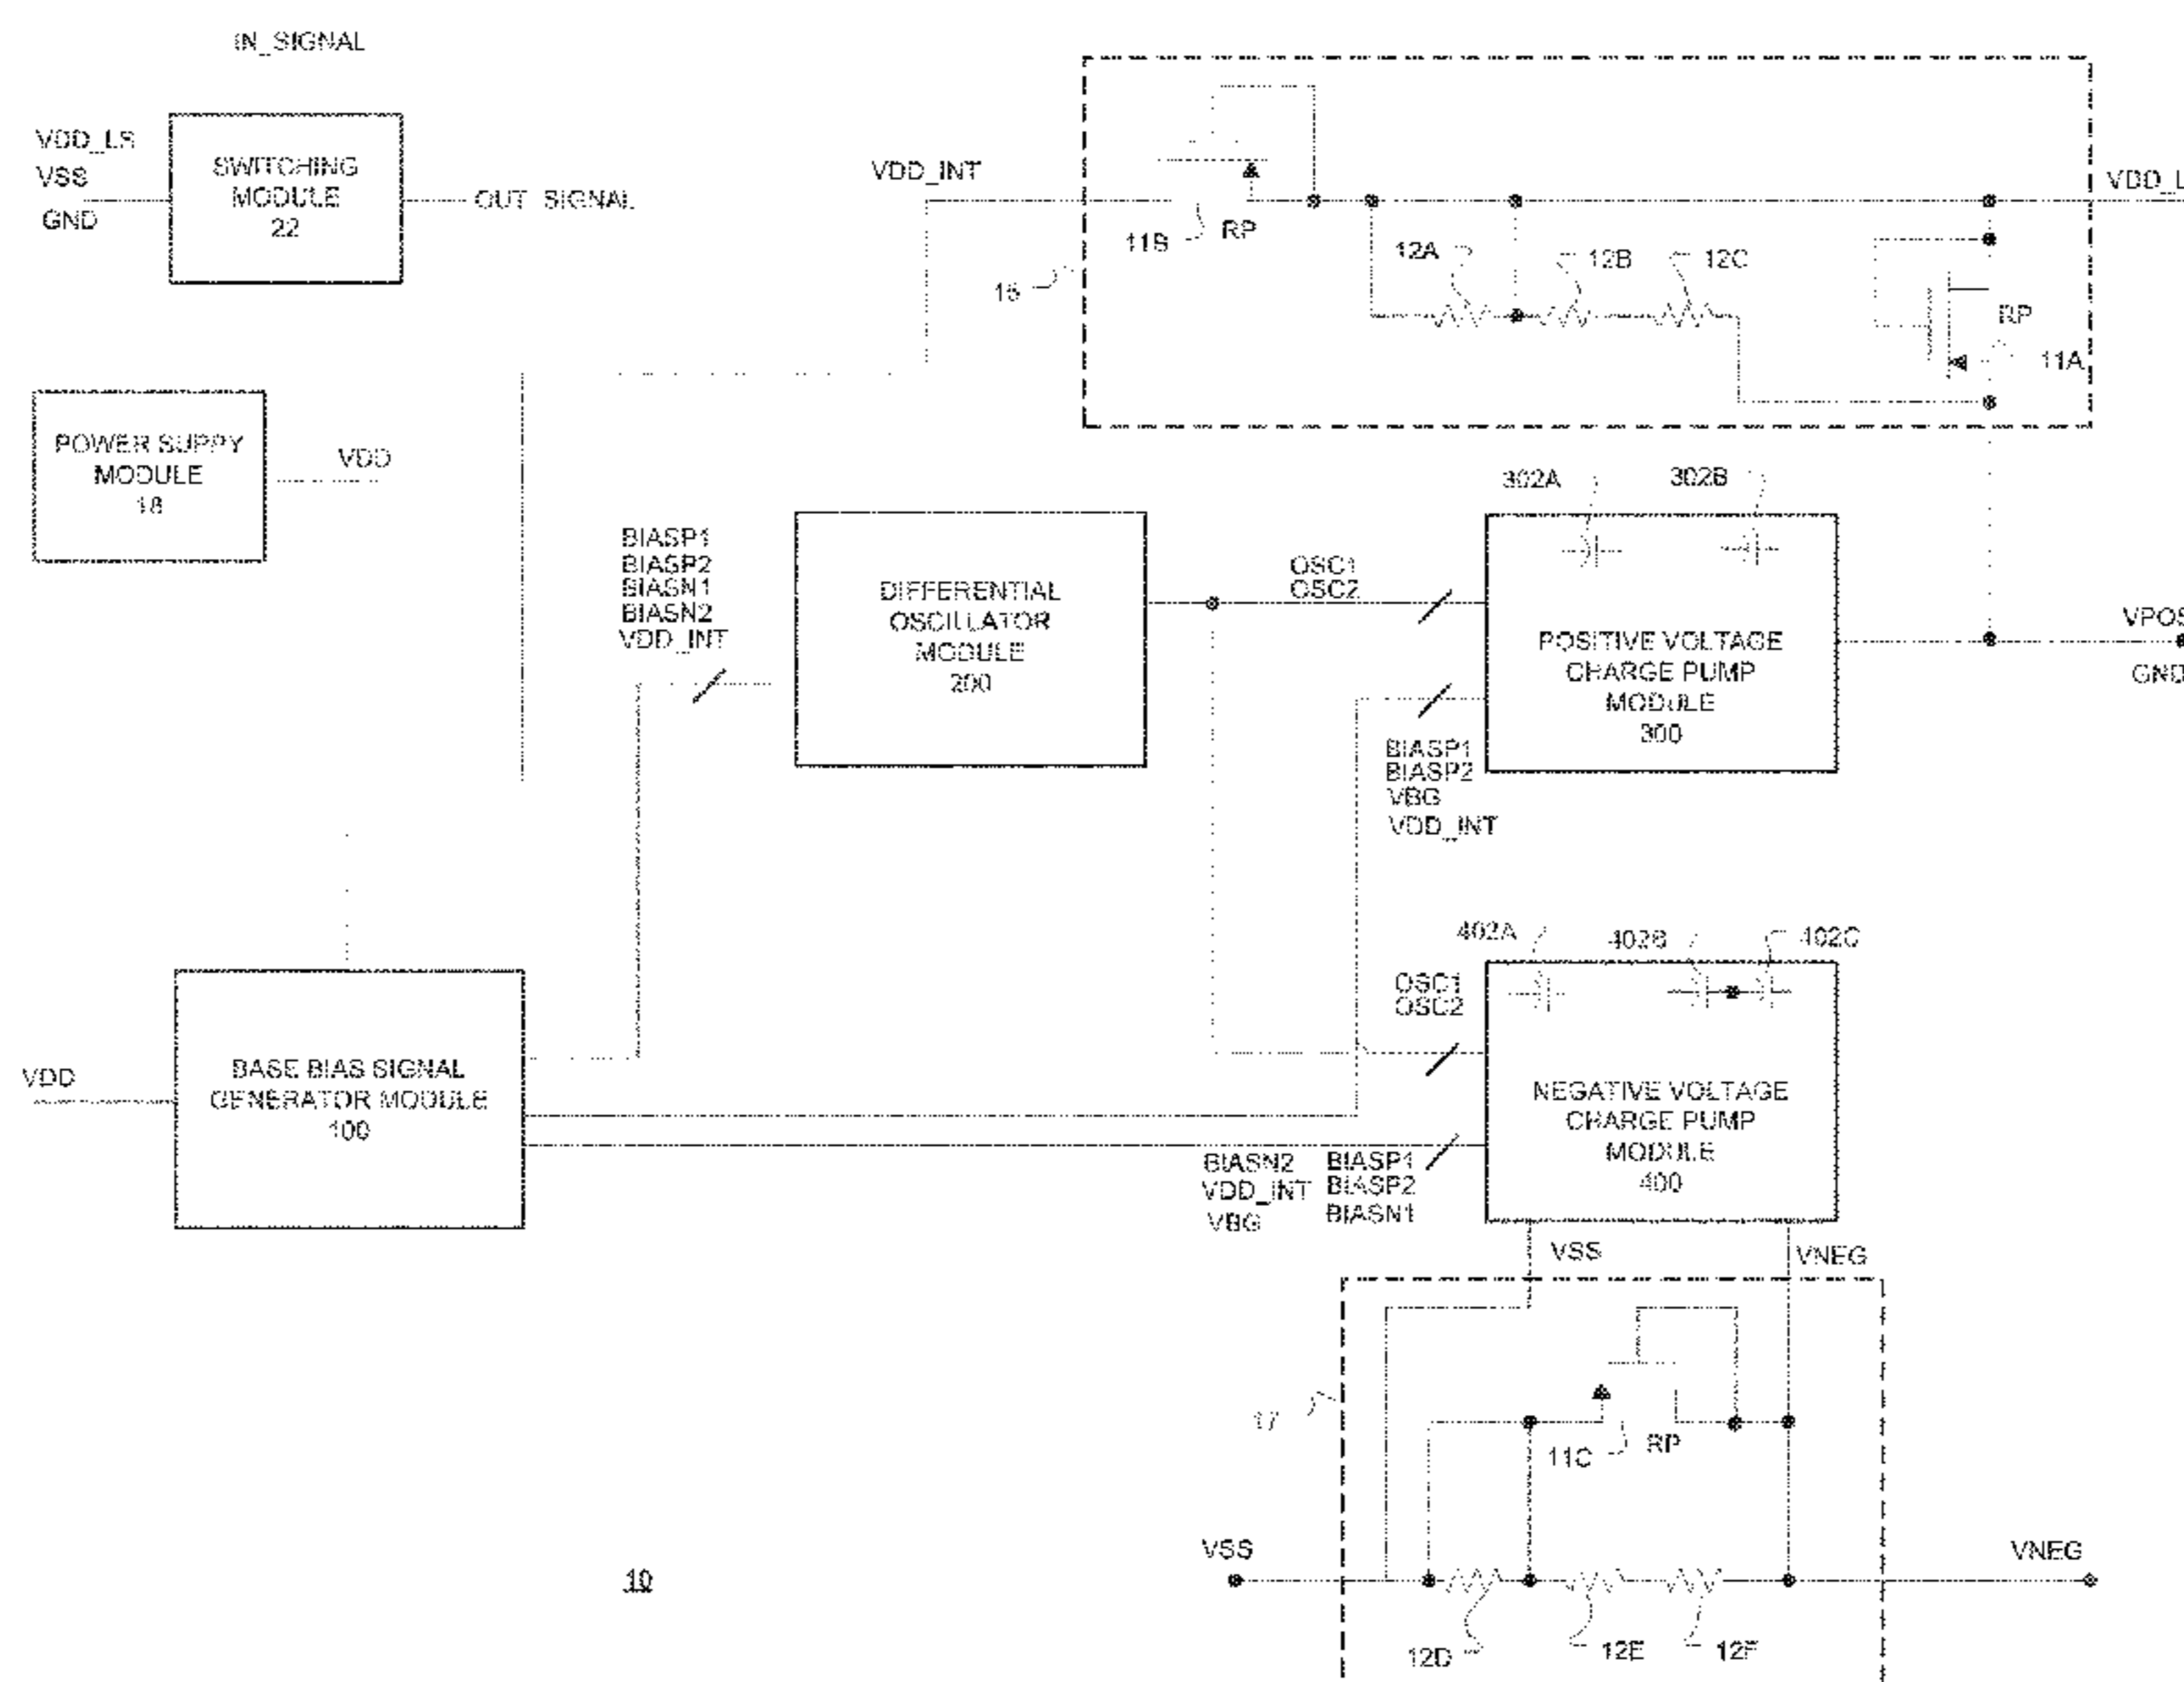 IN_SIGNAL
VDD_LS
VSS
GND
SWITCHING
MODULE
22
OUT_SIGNAL
VDD_INT
11B
RP
12A
12B
12C
RP
11A
VDD_L
POWER SUPPY
MODULE
18
VDD
BIASP1
BIASP2
BIASN1
BIASN2
VDD_INT
DIFFERENTIAL
OSCILLATOR
MODULE
200
OSC1
OSC2
302A
302B
POSITIVE VOLTAGE
CHARGE PUMP
MODULE
300
VPOS
GND
BIASP1
BIASP2
VBG
VDD_INT
402A
402B
402C
OSC1
OSC2
NEGATIVE VOLTAGE
CHARGE PUMP
MODULE
400
VDD
BASE BIAS SIGNAL
GENERATOR MODULE
100
BIASN2 BIASP1
VDD_INT BIASP2
VBG BIASN1
VSS
VNEG
17
11C
RP
VSS
VNEG
12D
12E
12F
10